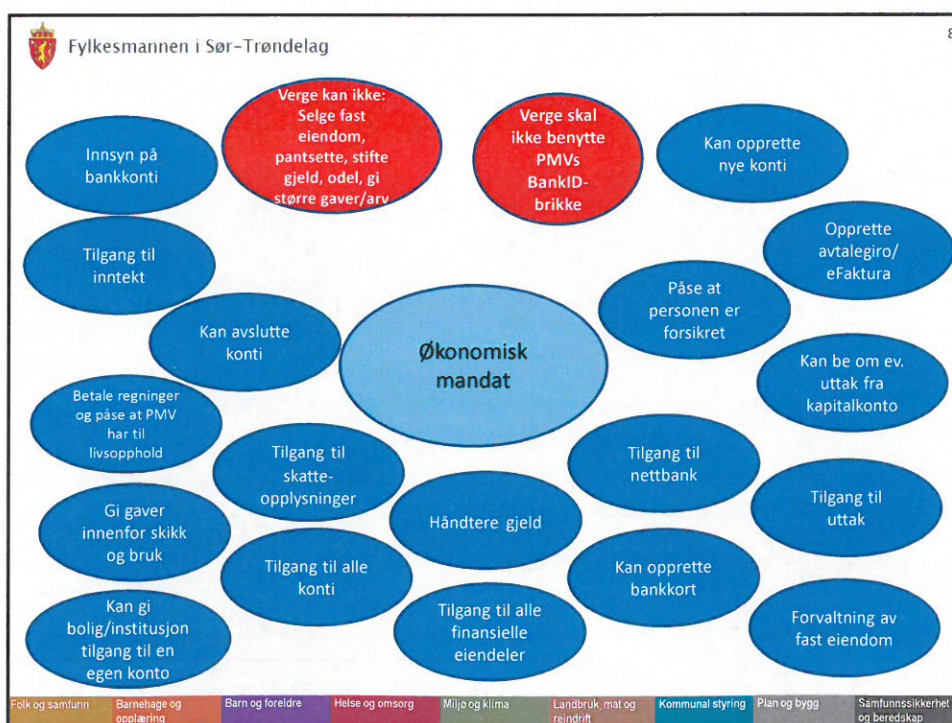 Fylkesmannen i Sør-Trøndelag
8
Verge kan ikke:
Selge fast
eiendom,
pantsette, stifte
gjeld, odel, gi
større gaver/arv
Verge skal
ikke benytte
PMVs
BankID-
brikke
Kan opprette
nye konti
Innsyn på
bankkonti
Tilgang til
inntekt
Opprette
avtalegiro/
eFaktura
Påse at
personen er
forsikret
Kan avslutte
konti
Økonomisk
mandat
Kan be om ev.
uttak fra
kapitalkonto
Betale regninger
og påse at PMV
har til
livsopphold
Tilgang til
skatte-
opplysninger
Tilgang til
nettbank
Tilgang til
uttak
Gi gaver
innenfor skikk
og bruk
Håndtere gjeld
Tilgang til alle
konti
Kan opprette
bankkort
Kan gi
bolig/institusjon
tilgang til en
egen konto
Tilgang til alle
finansielle
eiendeler
Forvaltning av
fast eiendom
Folk og samfunn
Barnehage og
opplæring
Barn og foreldre
Helse og omsorg
Miljø og klima
Landbruk, mat og
reindrift
Kommunal styring
Plan og bygg
Samfunnssikkerhet
og beredskap